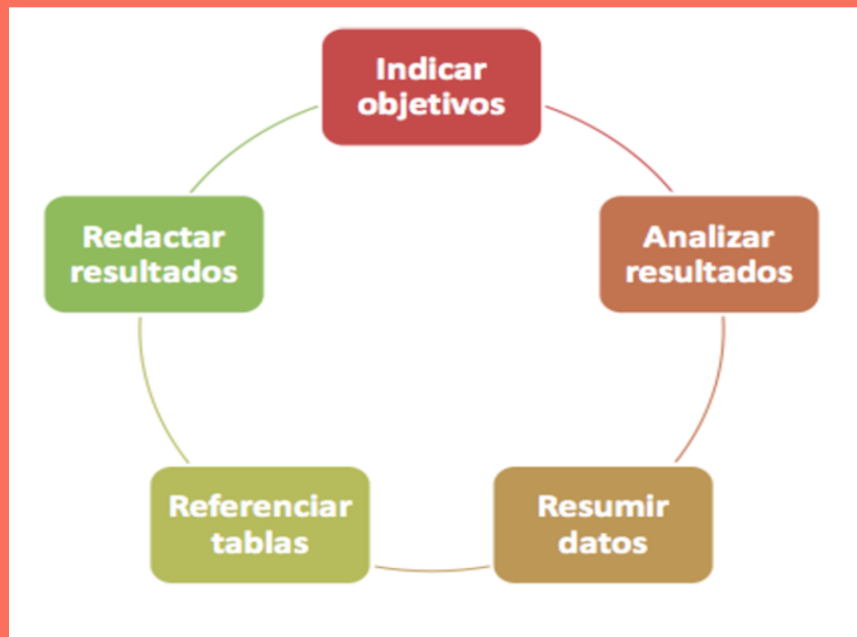 Indicar
objetivos
Analizar
resultados
Resumir
datos
Referenciar
tablas
Redactar
resultados